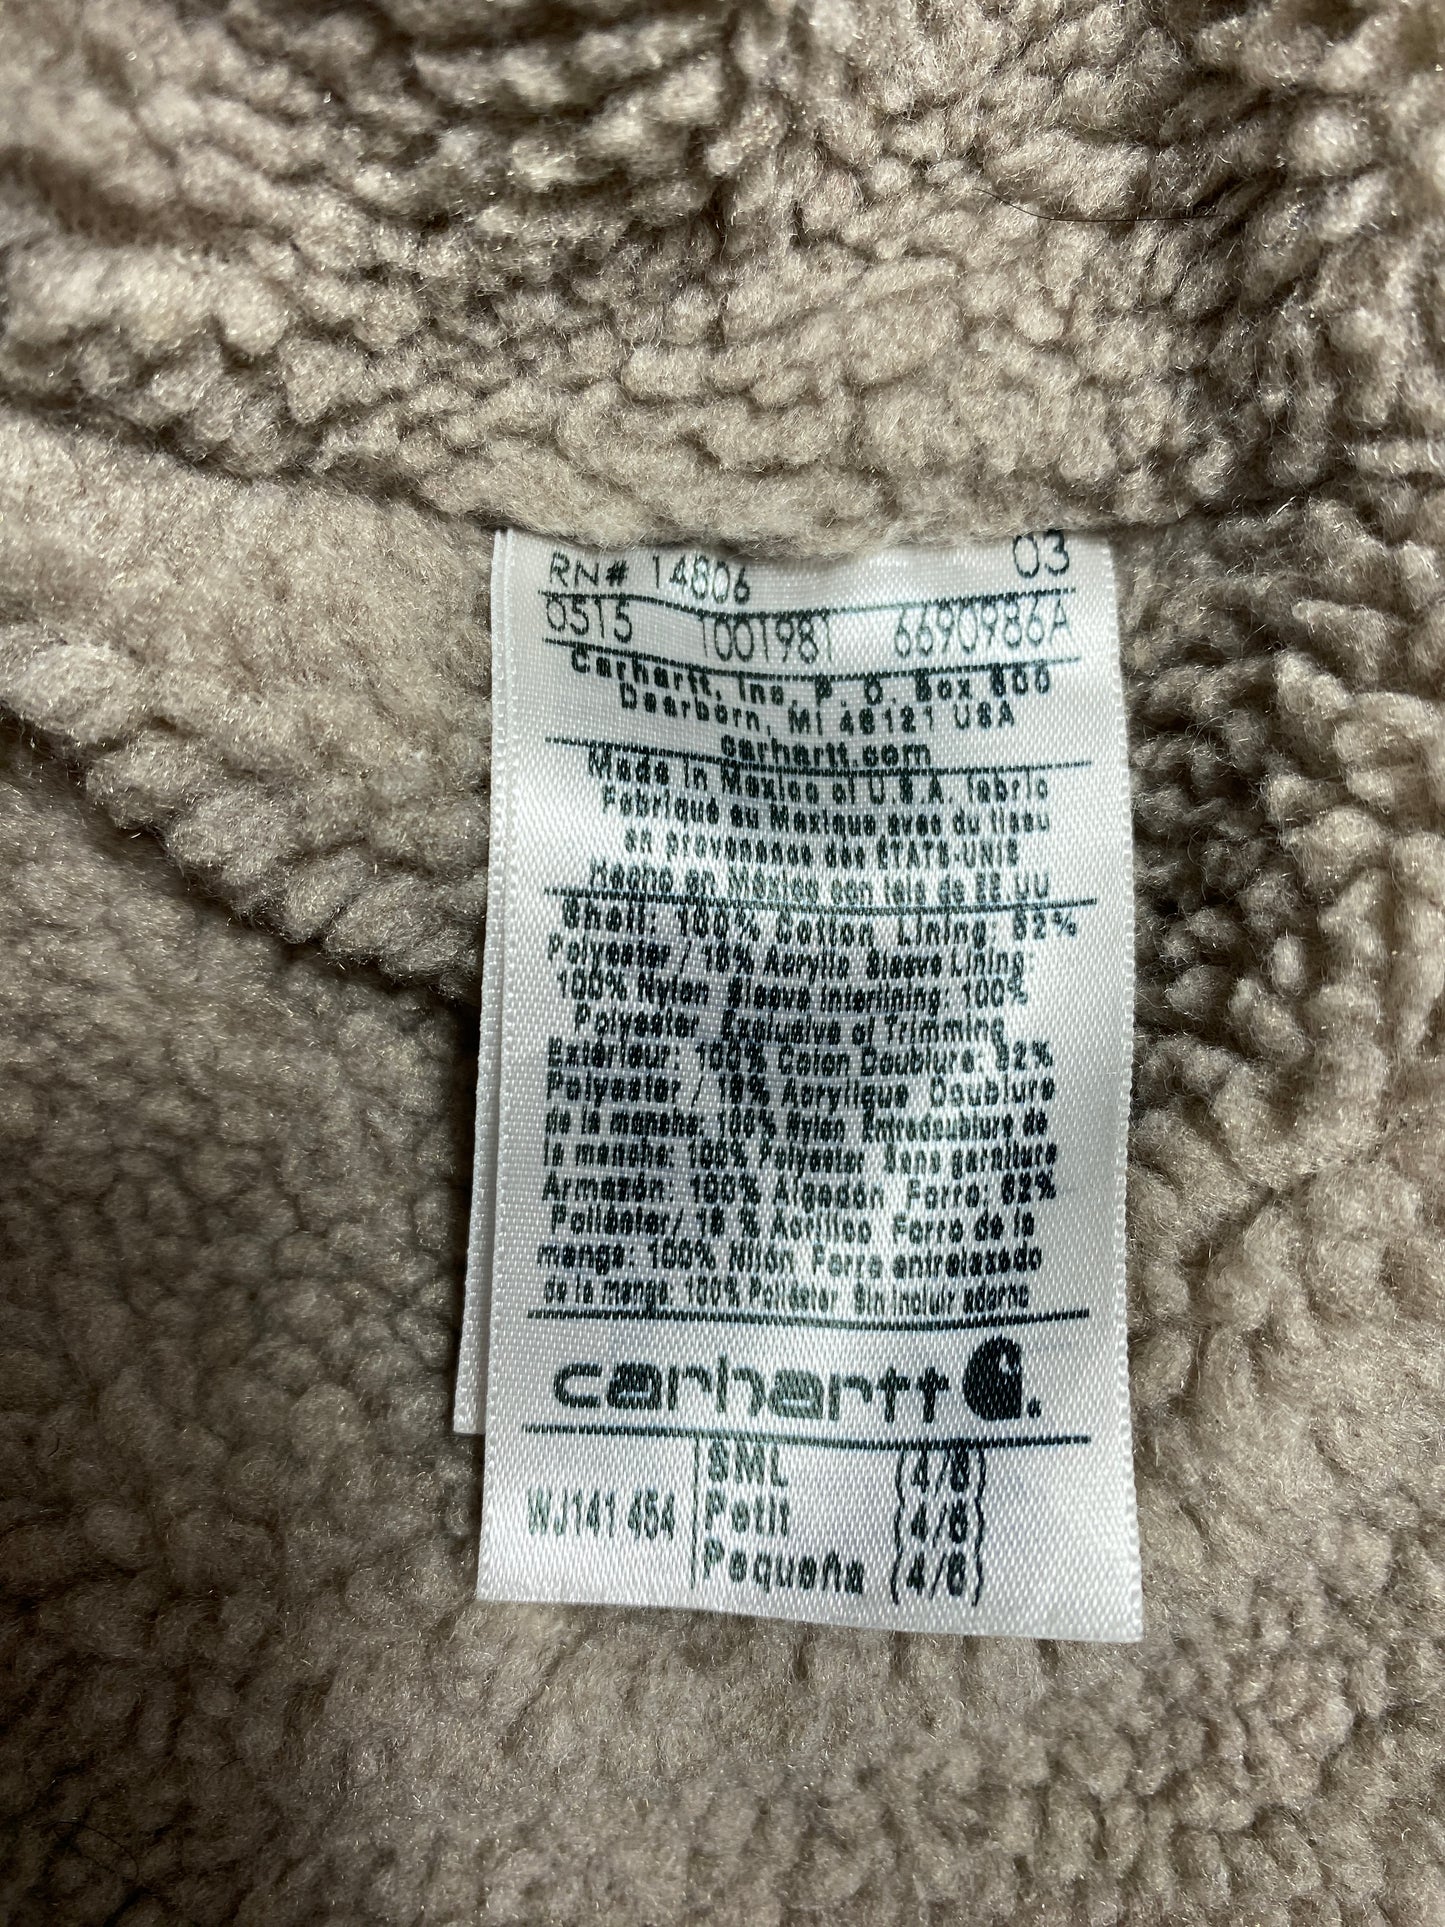 RN# 14806 03
0515 1001981 6690986A
Carhartt, Inc. P. O. Box 600
Dearborn, MI 48121 USA
carhartt.com
Made in Mexico of U.S.A. fabric
Fabriqué au Mexique avec du tissu
en provenance des ÉTATS-UNIS
Hecho en México con tela de EE UU
Shell: 100% Cotton Lining: 82%
Polyester / 18% Acrylic Sleeve Lining
100% Nylon Sleeve Interlining: 100%
Polyester Exclusive of Trimming
Extérieur: 100% Coton Doublure: 82%
Polyester / 18% Acrylique Doublure
de la manche: 100% Nylon Entredoublure de
la manche: 100% Polyester Sans garniture
Armazón: 100% Algodón Forro: 82%
Poliéster/ 18 % Acrílico Forro de la
manga: 100% Nilón Forro entrelazado
de la manga 100% Poliéster Sin incluir adorno
carhartt
WJ141 454
SML (4/6)
Petit (4/6)
Pequeña (4/6)